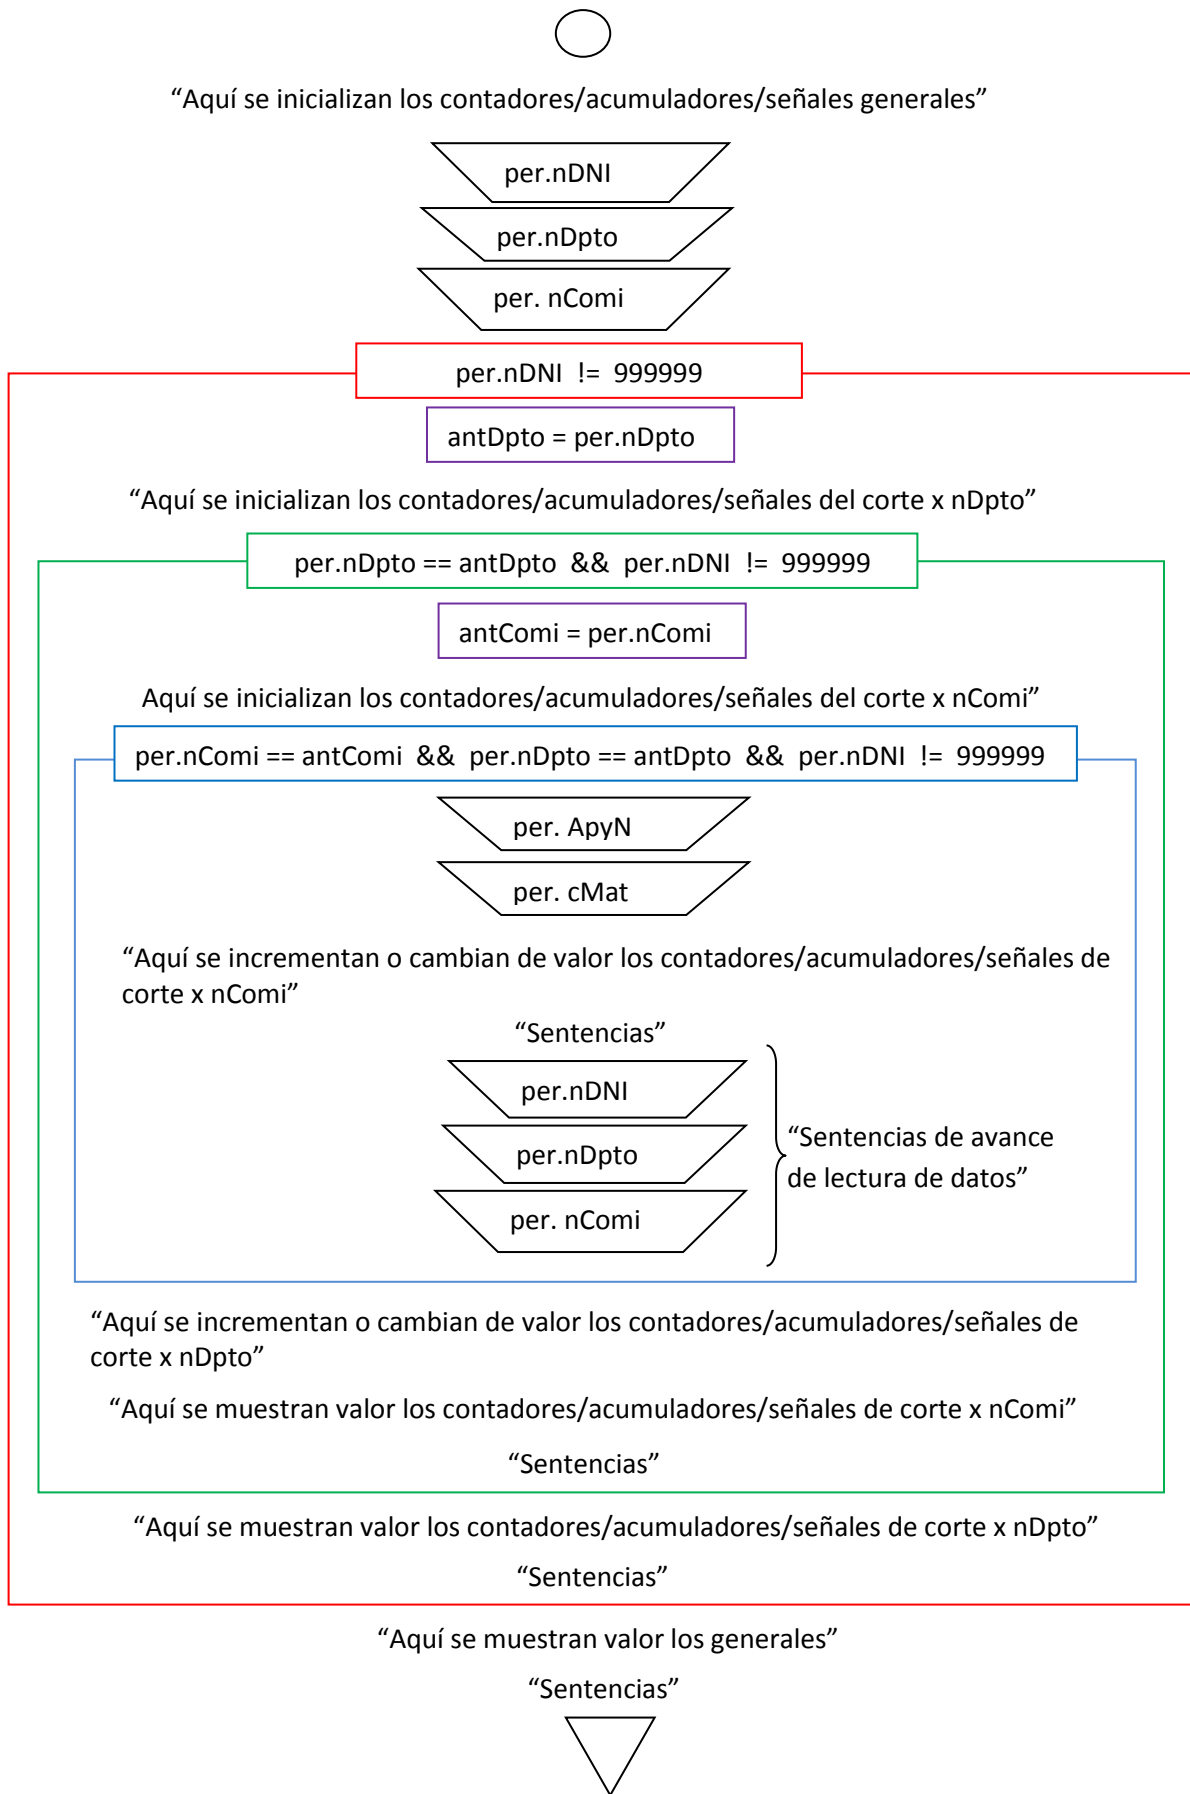 “Aquí se inicializan los contadores/acumuladores/señales generales”
per.nDNI
per.nDpto
per. nComi
per.nDNI != 999999
antDpto = per.nDpto
“Aquí se inicializan los contadores/acumuladores/señales del corte x nDpto”
per.nDpto == antDpto && per.nDNI != 999999
antComi = per.nComi
Aquí se inicializan los contadores/acumuladores/señales del corte x nComi”
per.nComi == antComi && per.nDpto == antDpto && per.nDNI != 999999
per. ApyN
per. cMat
“Aquí se incrementan o cambian de valor los contadores/acumuladores/señales de
corte x nComi”
“Sentencias”
per.nDNI
per.nDpto
per. nComi
“Sentencias de avance
de lectura de datos”
“Aquí se incrementan o cambian de valor los contadores/acumuladores/señales de
corte x nDpto”
“Aquí se muestran valor los contadores/acumuladores/señales de corte x nComi”
“Sentencias”
“Aquí se muestran valor los contadores/acumuladores/señales de corte x nDpto”
“Sentencias”
“Aquí se muestran valor los generales”
“Sentencias”